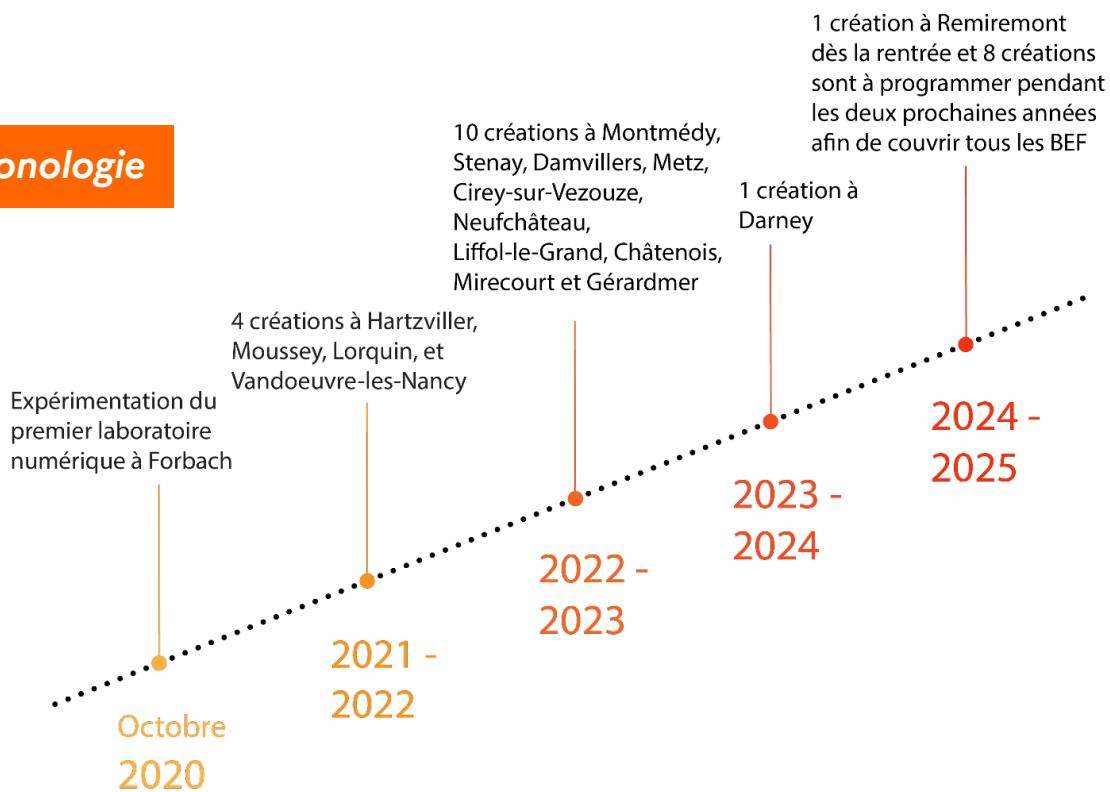 onologie
Expérimentation du
premier laboratoire
numérique à Forbach
Octobre
2020
4 créations à Hartzviller,
Moussey, Lorquin, et
Vandoeuvre-les-Nancy
2021 -
2022
10 créations à Montmédy,
Stenay, Damvillers, Metz,
Cirey-sur-Vezouze,
Neufchâteau,
Liffol-le-Grand, Châtenois,
Mirecourt et Gérardmer
2022 -
2023
1 création à
Darney
2023 -
2024
1 création à Remiremont
dès la rentrée et 8 créations
sont à programmer pendant
les deux prochaines années
afin de couvrir tous les BEF
2024 -
2025